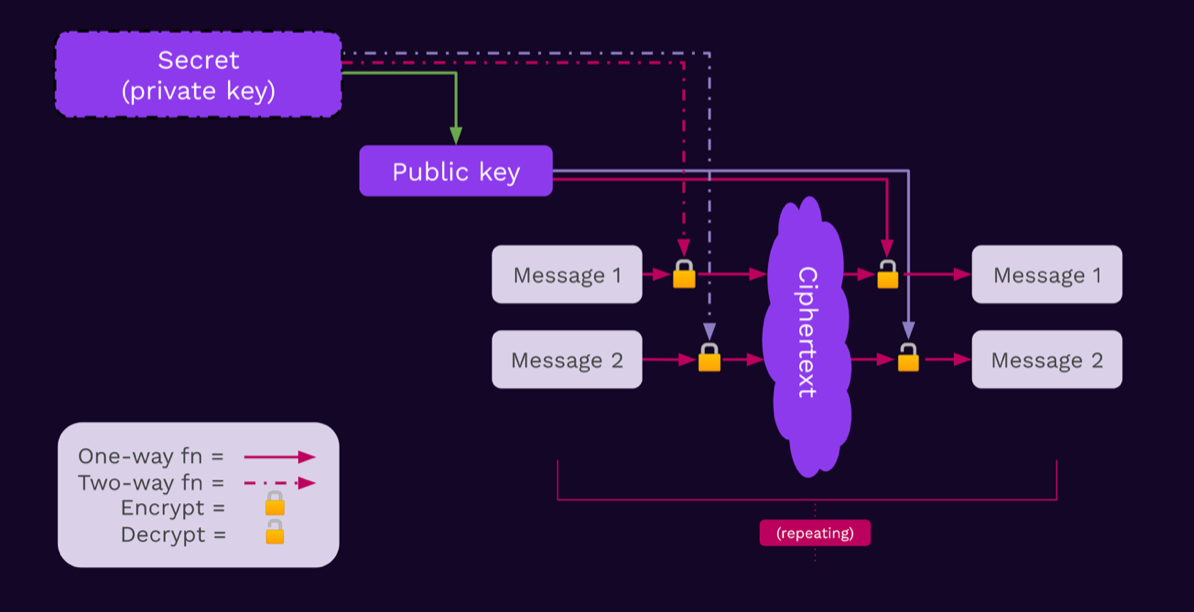 Secret
(private key)
Public key
Message 1
Ciphertext
Message 1
Message 2
Message 2
One-way fn =
Two-way fn =
Encrypt =
Decrypt =
(repeating)